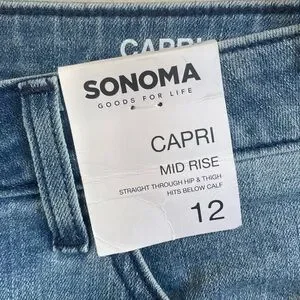 CAPRI
SONOMA
GOODS FOR LIFE
CAPRI
MID RISE
STRAIGHT THROUGH HIP & THIGH
HITS BELOW CALF
12